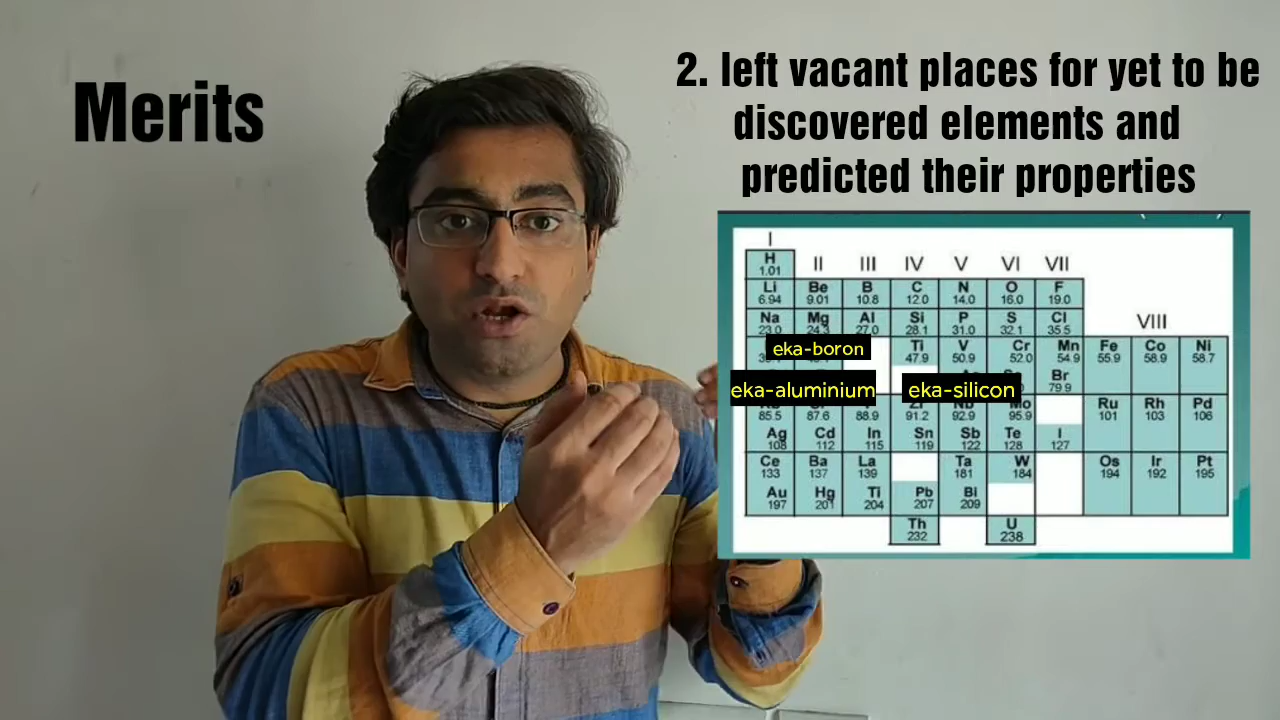 Merits
2. left vacant places for yet to be
discovered elements and
predicted their properties
I
H
1.01
II III IV V VI VII
Li Be B C N O F
6.94 9.01 10.8 12.0 14.0 16.0 19.0
Na Mg Al Si P S Cl
23.0 24.3 27.0 28.1 31.0 32.1 35.5
VIII
eka-boron
Ti V Cr Mn Fe Co Ni
47.9 50.9 52.0 54.9 55.9 58.9 58.7
Br
eka-aluminium eka-silicon
79.9
Nb Mo Ru Rh Pd
85.5 87.6 88.9 91.2 92.9 95.9 101 103 106
Ag Cd In Sn Sb Te I
108 112 115 119 122 128 127
Ce Ba La Ta W Os Ir Pt
133 137 139 181 184 194 192 195
Au Hg Ti Pb Bi
197 201 204 207 209
Th U
232 238